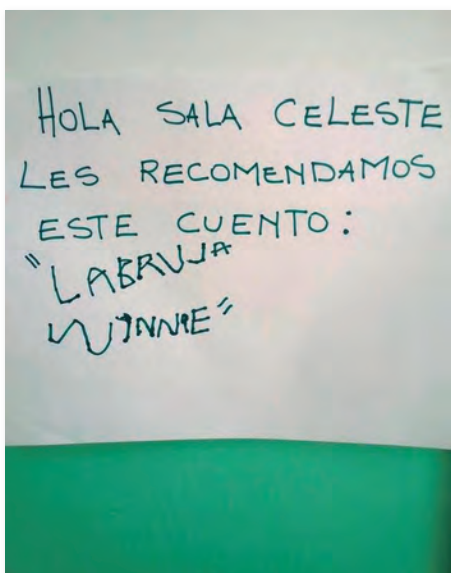 HOLA SALA CELESTE
LES RECOMENDAMOS
ESTE CUENTO:
"LABRUJA
WINNIE"